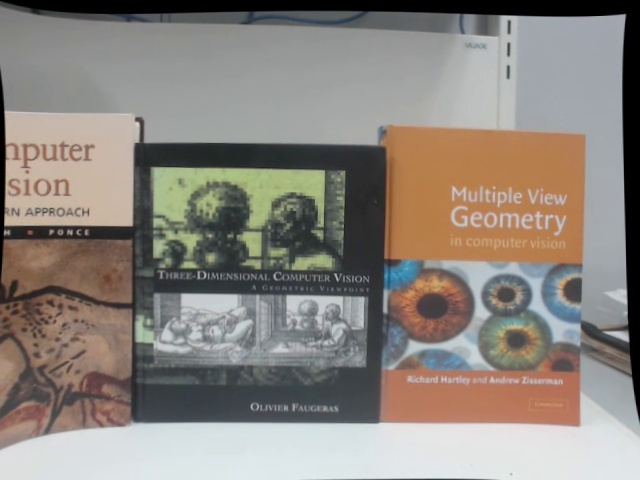 mputer
ision
RN APPROACH
H ■ PONCE
THREE-DIMENSIONAL COMPUTER VISION
A GEOMETRIC VIEWPOINT
OLIVIER FAUGERAS
Multiple View
Geometry
in computer vision
Richard Hartley and Andrew Zisserman
CAMBRIDGE